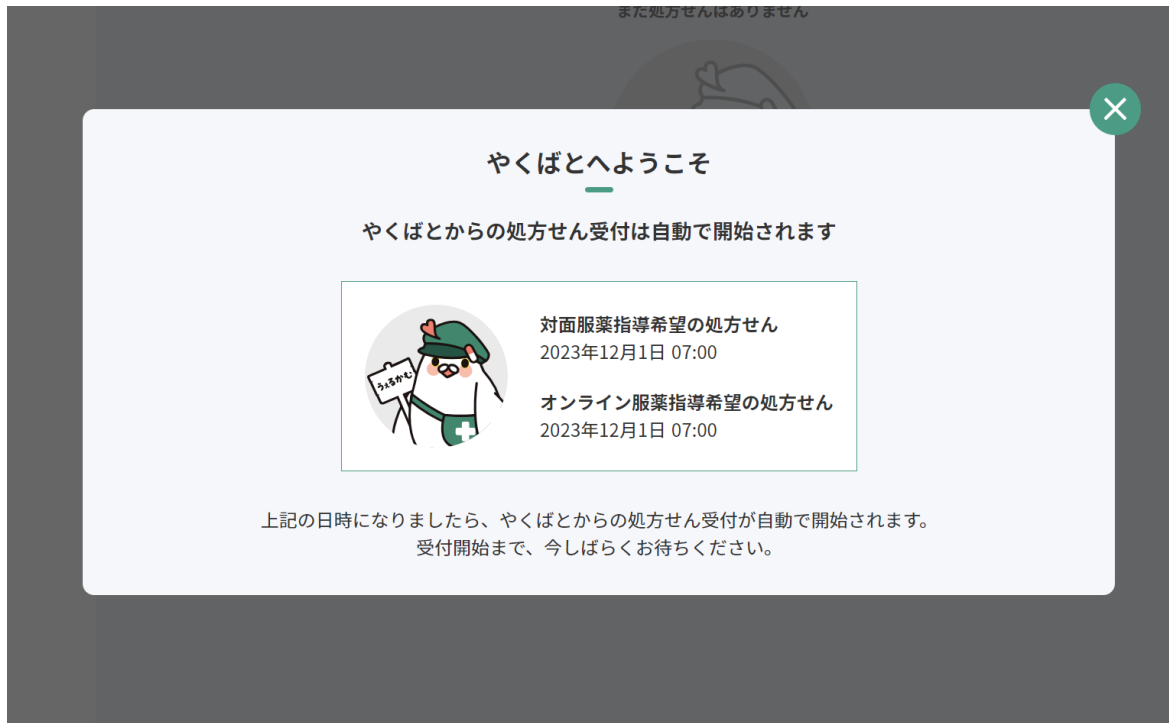 まだ処方せんはありません
やくばとへようこそ
やくばとからの処方せん受付は自動で開始されます
うぇるかむ
対面服薬指導希望の処方せん
2023年12月1日 07:00
オンライン服薬指導希望の処方せん
2023年12月1日 07:00
上記の日時になりましたら、やくばとからの処方せん受付が自動で開始されます。
受付開始まで、今しばらくお待ちください。